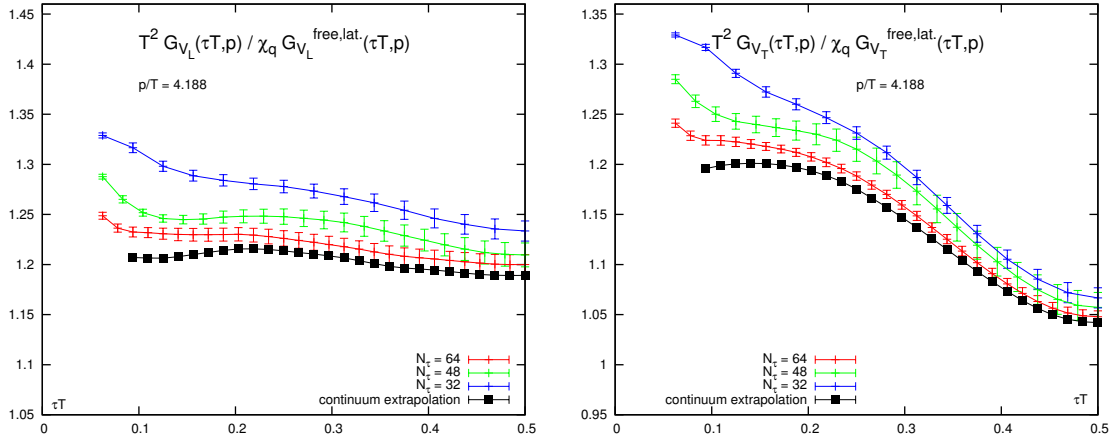 T² G_{V_L}(τT,p) / χ_q G_{V_L}^{free,lat.}(τT,p)
p/T = 4.188
1.45
1.4
1.35
1.3
1.25
1.2
1.15
1.1
1.05
N_τ = 64
N_τ = 48
N_τ = 32
continuum extrapolation
τT
0.1
0.2
0.3
0.4
0.5
T² G_{V_T}(τT,p) / χ_q G_{V_T}^{free,lat.}(τT,p)
p/T = 4.188
1.35
1.3
1.25
1.2
1.15
1.1
1.05
1
0.95
N_τ = 64
N_τ = 48
N_τ = 32
continuum extrapolation
τT
0.1
0.2
0.3
0.4
0.5